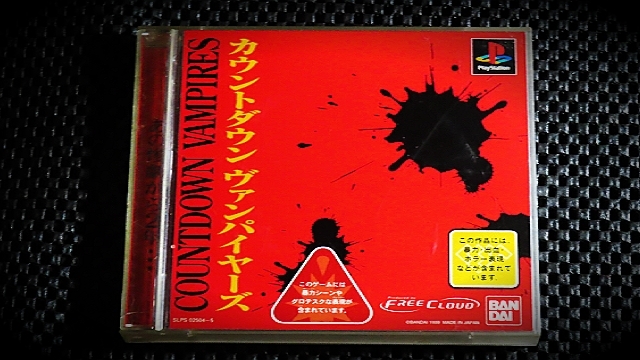 COUNTDOWN VAMPIRES
カウントダウン ヴァンパイヤーズ
PlayStation
この作品には、
暴力・出血・
ホラー表現
などが含まれて
います。
このゲームには
暴力シーンや
グロテスクな表現が
含まれています。
FREE CLOUD
BAN
DAI
SLPS 02504~5
©BANDAI 1999 MADE IN JAPAN